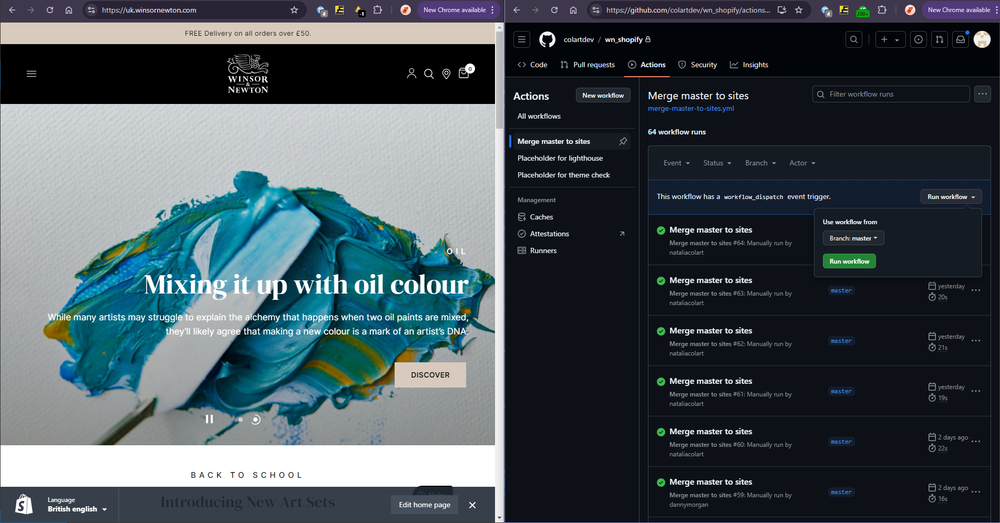 https://uk.winsornewton.com
4
-1
New Chrome available
FREE Delivery on all orders over £50.
WINSOR
&
NEWTON
0
OIL
Mixing it up with oil colour
While many artists may struggle to explain the alchemy that happens when two oil paints are mixed,
they’ll likely agree that making a new colour is a mark of an artist’s DNA.
DISCOVER
BACK TO SCHOOL
Introducing New Art Sets
Language
British english
Edit home page
https://github.com/colartdev/wn_shopify/actions...
4
200+
New Chrome available
colartdev / wn_shopify
Code
Pull requests
Actions
Security
Insights
Actions
New workflow
All workflows
Merge master to sites
Placeholder for lighthouse
Placeholder for theme check
Management
Caches
Attestations
Runners
Merge master to sites
merge-master-to-sites.yml
Filter workflow runs
64 workflow runs
Event
Status
Branch
Actor
This workflow has a workflow_dispatch event trigger.
Run workflow
Use workflow from
Branch: master
Run workflow
Merge master to sites
Merge master to sites #64: Manually run by
nataliacolart
Merge master to sites
Merge master to sites #63: Manually run by
nataliacolart
master
yesterday
20s
Merge master to sites
Merge master to sites #62: Manually run by
nataliacolart
master
yesterday
21s
Merge master to sites
Merge master to sites #61: Manually run by
nataliacolart
master
yesterday
19s
Merge master to sites
Merge master to sites #60: Manually run by
nataliacolart
master
2 days ago
22s
Merge master to sites
Merge master to sites #59: Manually run by
dannymorgan
master
2 days ago
16s